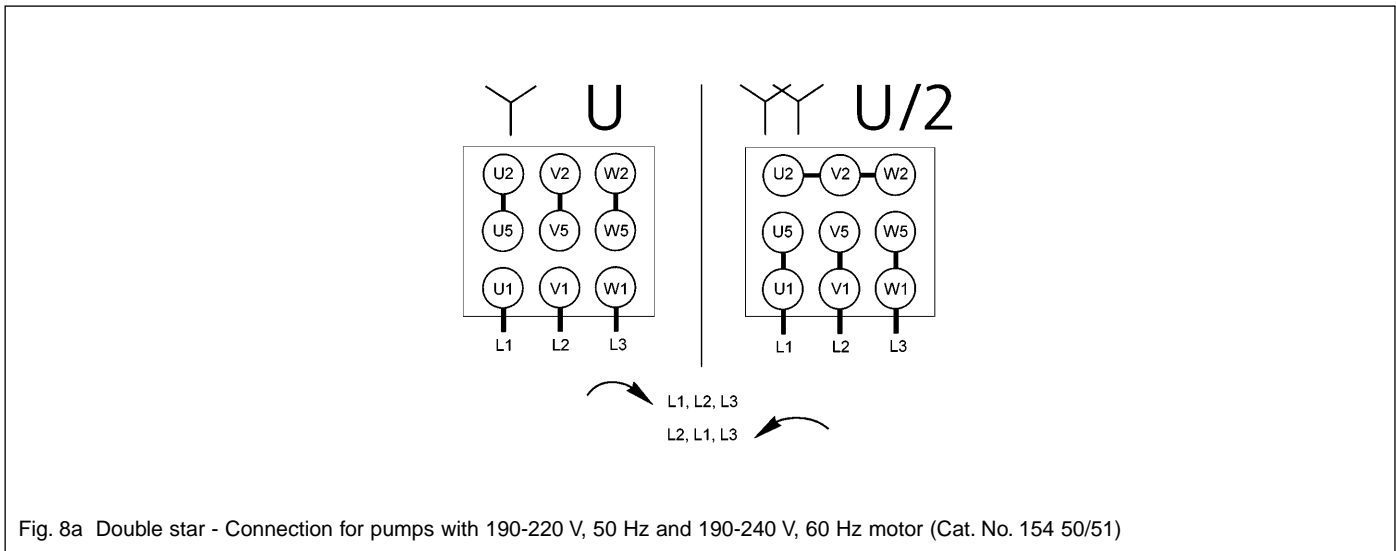 U U/2
U2 V2 W2 U2 V2 W2
U5 V5 W5 U5 V5 W5
U1 V1 W1 U1 V1 W1
L1 L2 L3 L1 L2 L3
L1, L2, L3
L2, L1, L3
Fig. 8a Double star - Connection for pumps with 190-220 V, 50 Hz and 190-240 V, 60 Hz motor (Cat. No. 154 50/51)